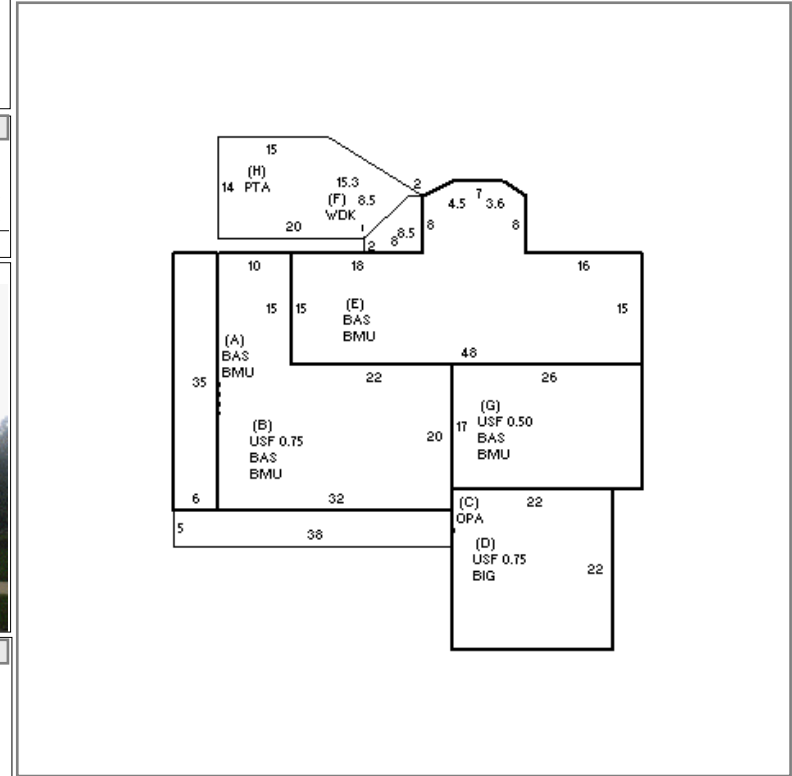 15
(H)
14 PTA
15.3
(F) 8.5
WDK
20
2
2
8 8.5
4.5 7 3.6
8 8
10 18 16
15 15 15
(E)
BAS
BMU
48
(A)
BAS
BMU
35
22 26
(G)
17 USF 0.50
BAS
BMU
(B)
USF 0.75
BAS
BMU
20
6 32
(C) 22
OPA
5 38
(D)
USF 0.75
BIG
22